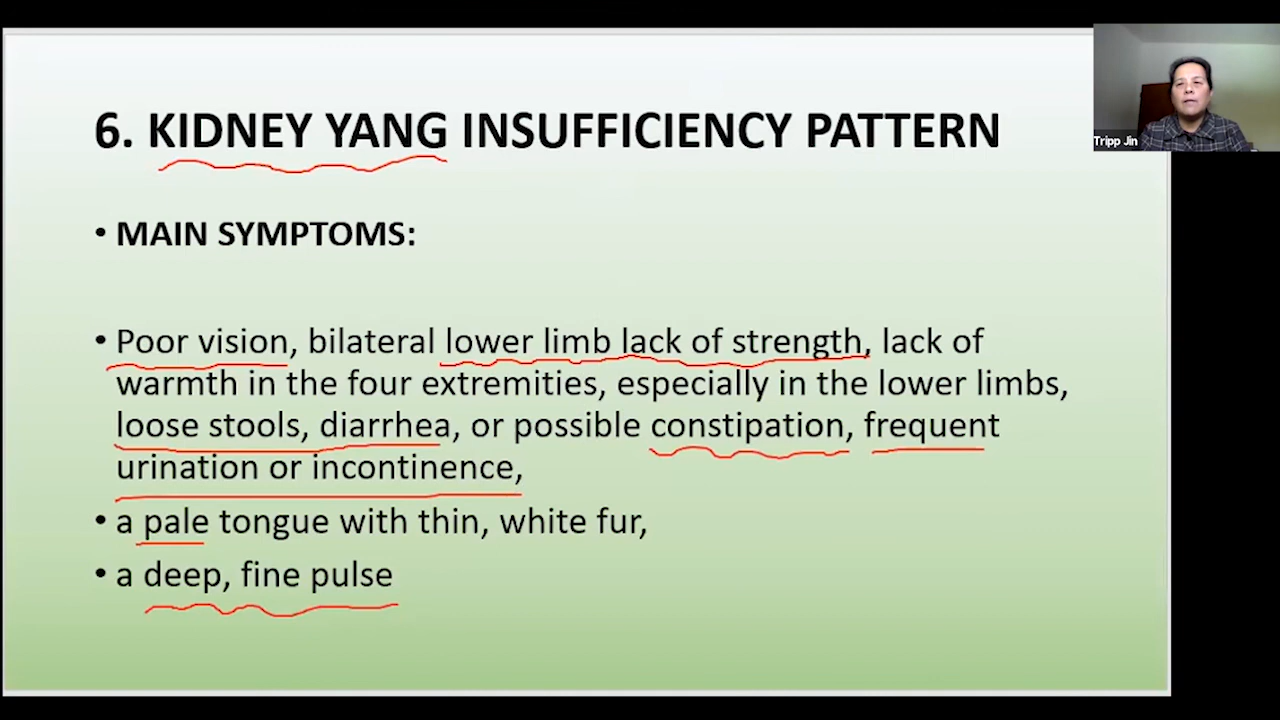 6. KIDNEY YANG INSUFFICIENCY PATTERN
• MAIN SYMPTOMS:
• Poor vision, bilateral lower limb lack of strength, lack of
warmth in the four extremities, especially in the lower limbs,
loose stools, diarrhea, or possible constipation, frequent
urination or incontinence,
• a pale tongue with thin, white fur,
• a deep, fine pulse
Tripp Jin